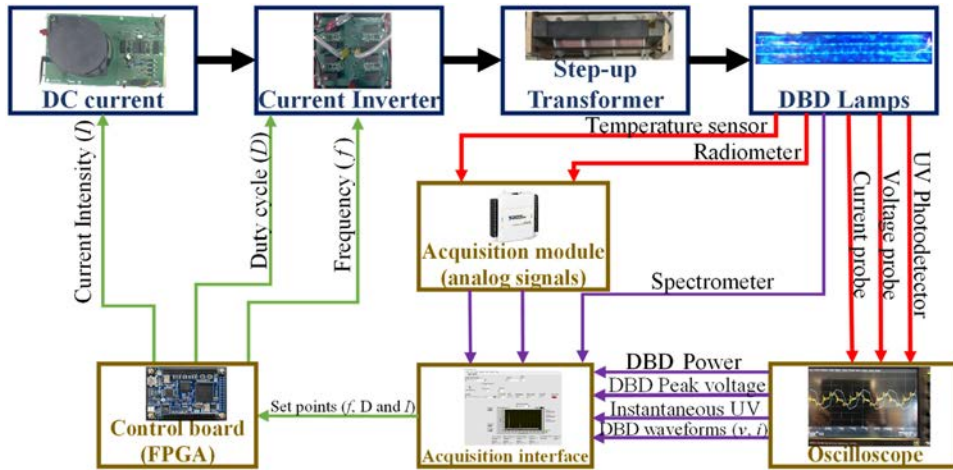 DC current
Current Inverter
Step-up
Transformer
DBD Lamps
Temperature sensor
Radiometer
Current Intensity (I)
Duty cycle (D)
Frequency (f)
Acquisition module
(analog signals)
Spectrometer
Current probe
Voltage probe
UV Photodetector
Control board
(FPGA)
Set points (f, D and I)
Acquisition interface
DBD Power
DBD Peak voltage
Instantaneous UV
DBD waveforms (v, i)
Oscilloscope